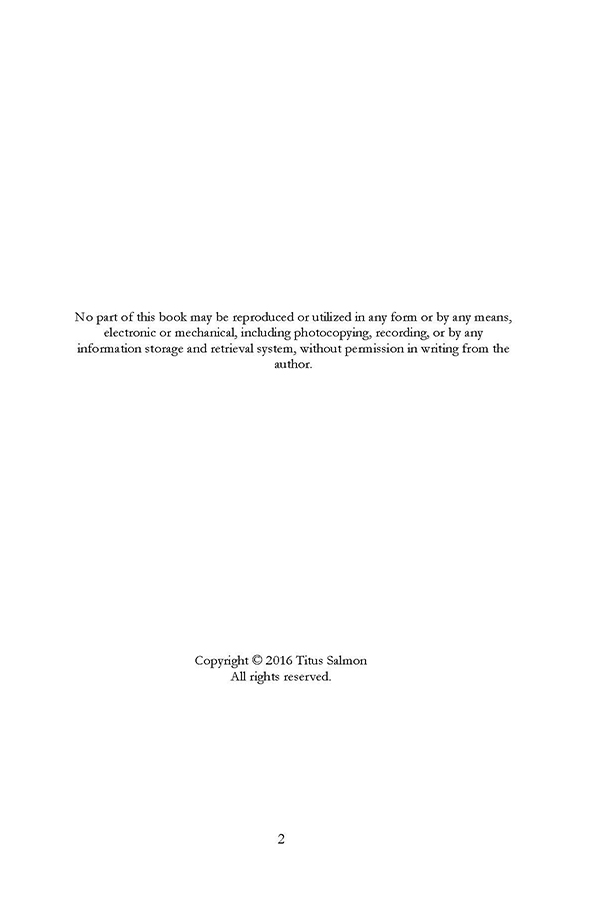 No part of this book may be reproduced or utilized in any form or by any means,
electronic or mechanical, including photocopying, recording, or by any
information storage and retrieval system, without permission in writing from the
author.
Copyright © 2016 Titus Salmon
All rights reserved.
2